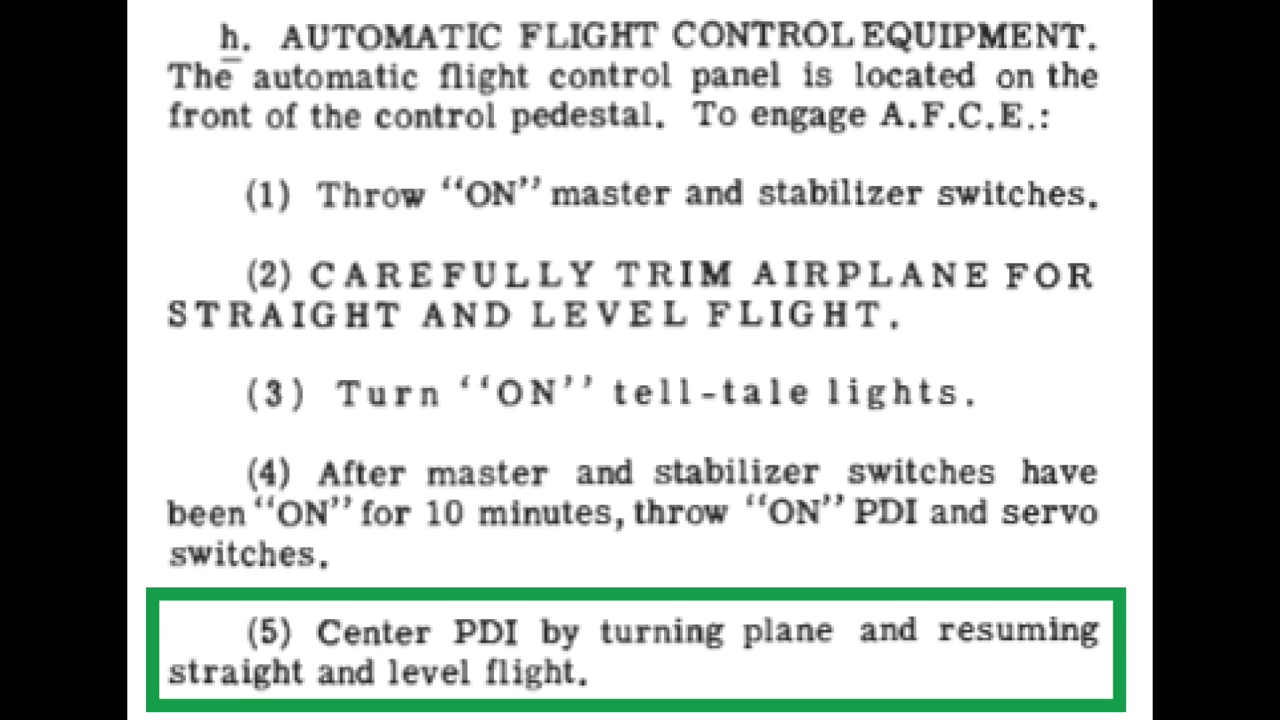 h. AUTOMATIC FLIGHT CONTROL EQUIPMENT.
The automatic flight control panel is located on the
front of the control pedestal. To engage A.F.C.E.:
(1) Throw "ON" master and stabilizer switches.
(2) CAREFULLY TRIM AIRPLANE FOR
STRAIGHT AND LEVEL FLIGHT.
(3) Turn "ON" tell-tale lights.
(4) After master and stabilizer switches have
been "ON" for 10 minutes, throw "ON" PDI and servo
switches.
(5) Center PDI by turning plane and resuming
straight and level flight.